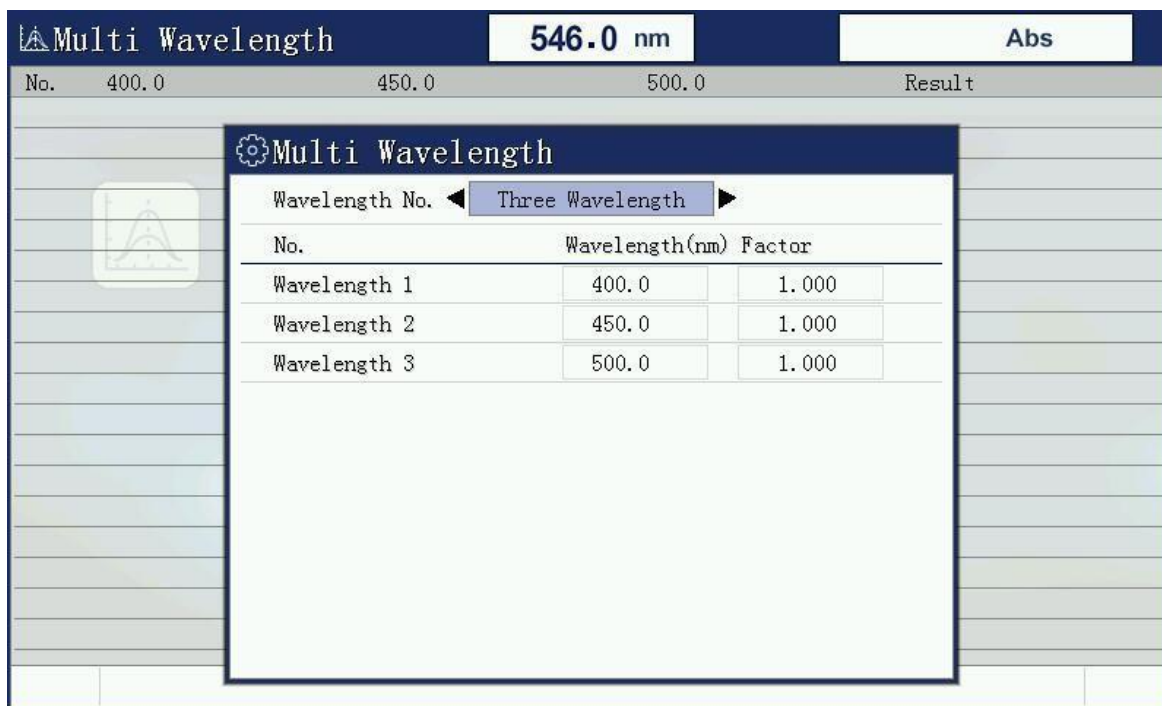 Multi Wavelength 546.0 nm Abs
No. 400.0 450.0 500.0 Result
Multi Wavelength
Wavelength No. Three Wavelength
No. Wavelength(nm) Factor
Wavelength 1 400.0 1.000
Wavelength 2 450.0 1.000
Wavelength 3 500.0 1.000